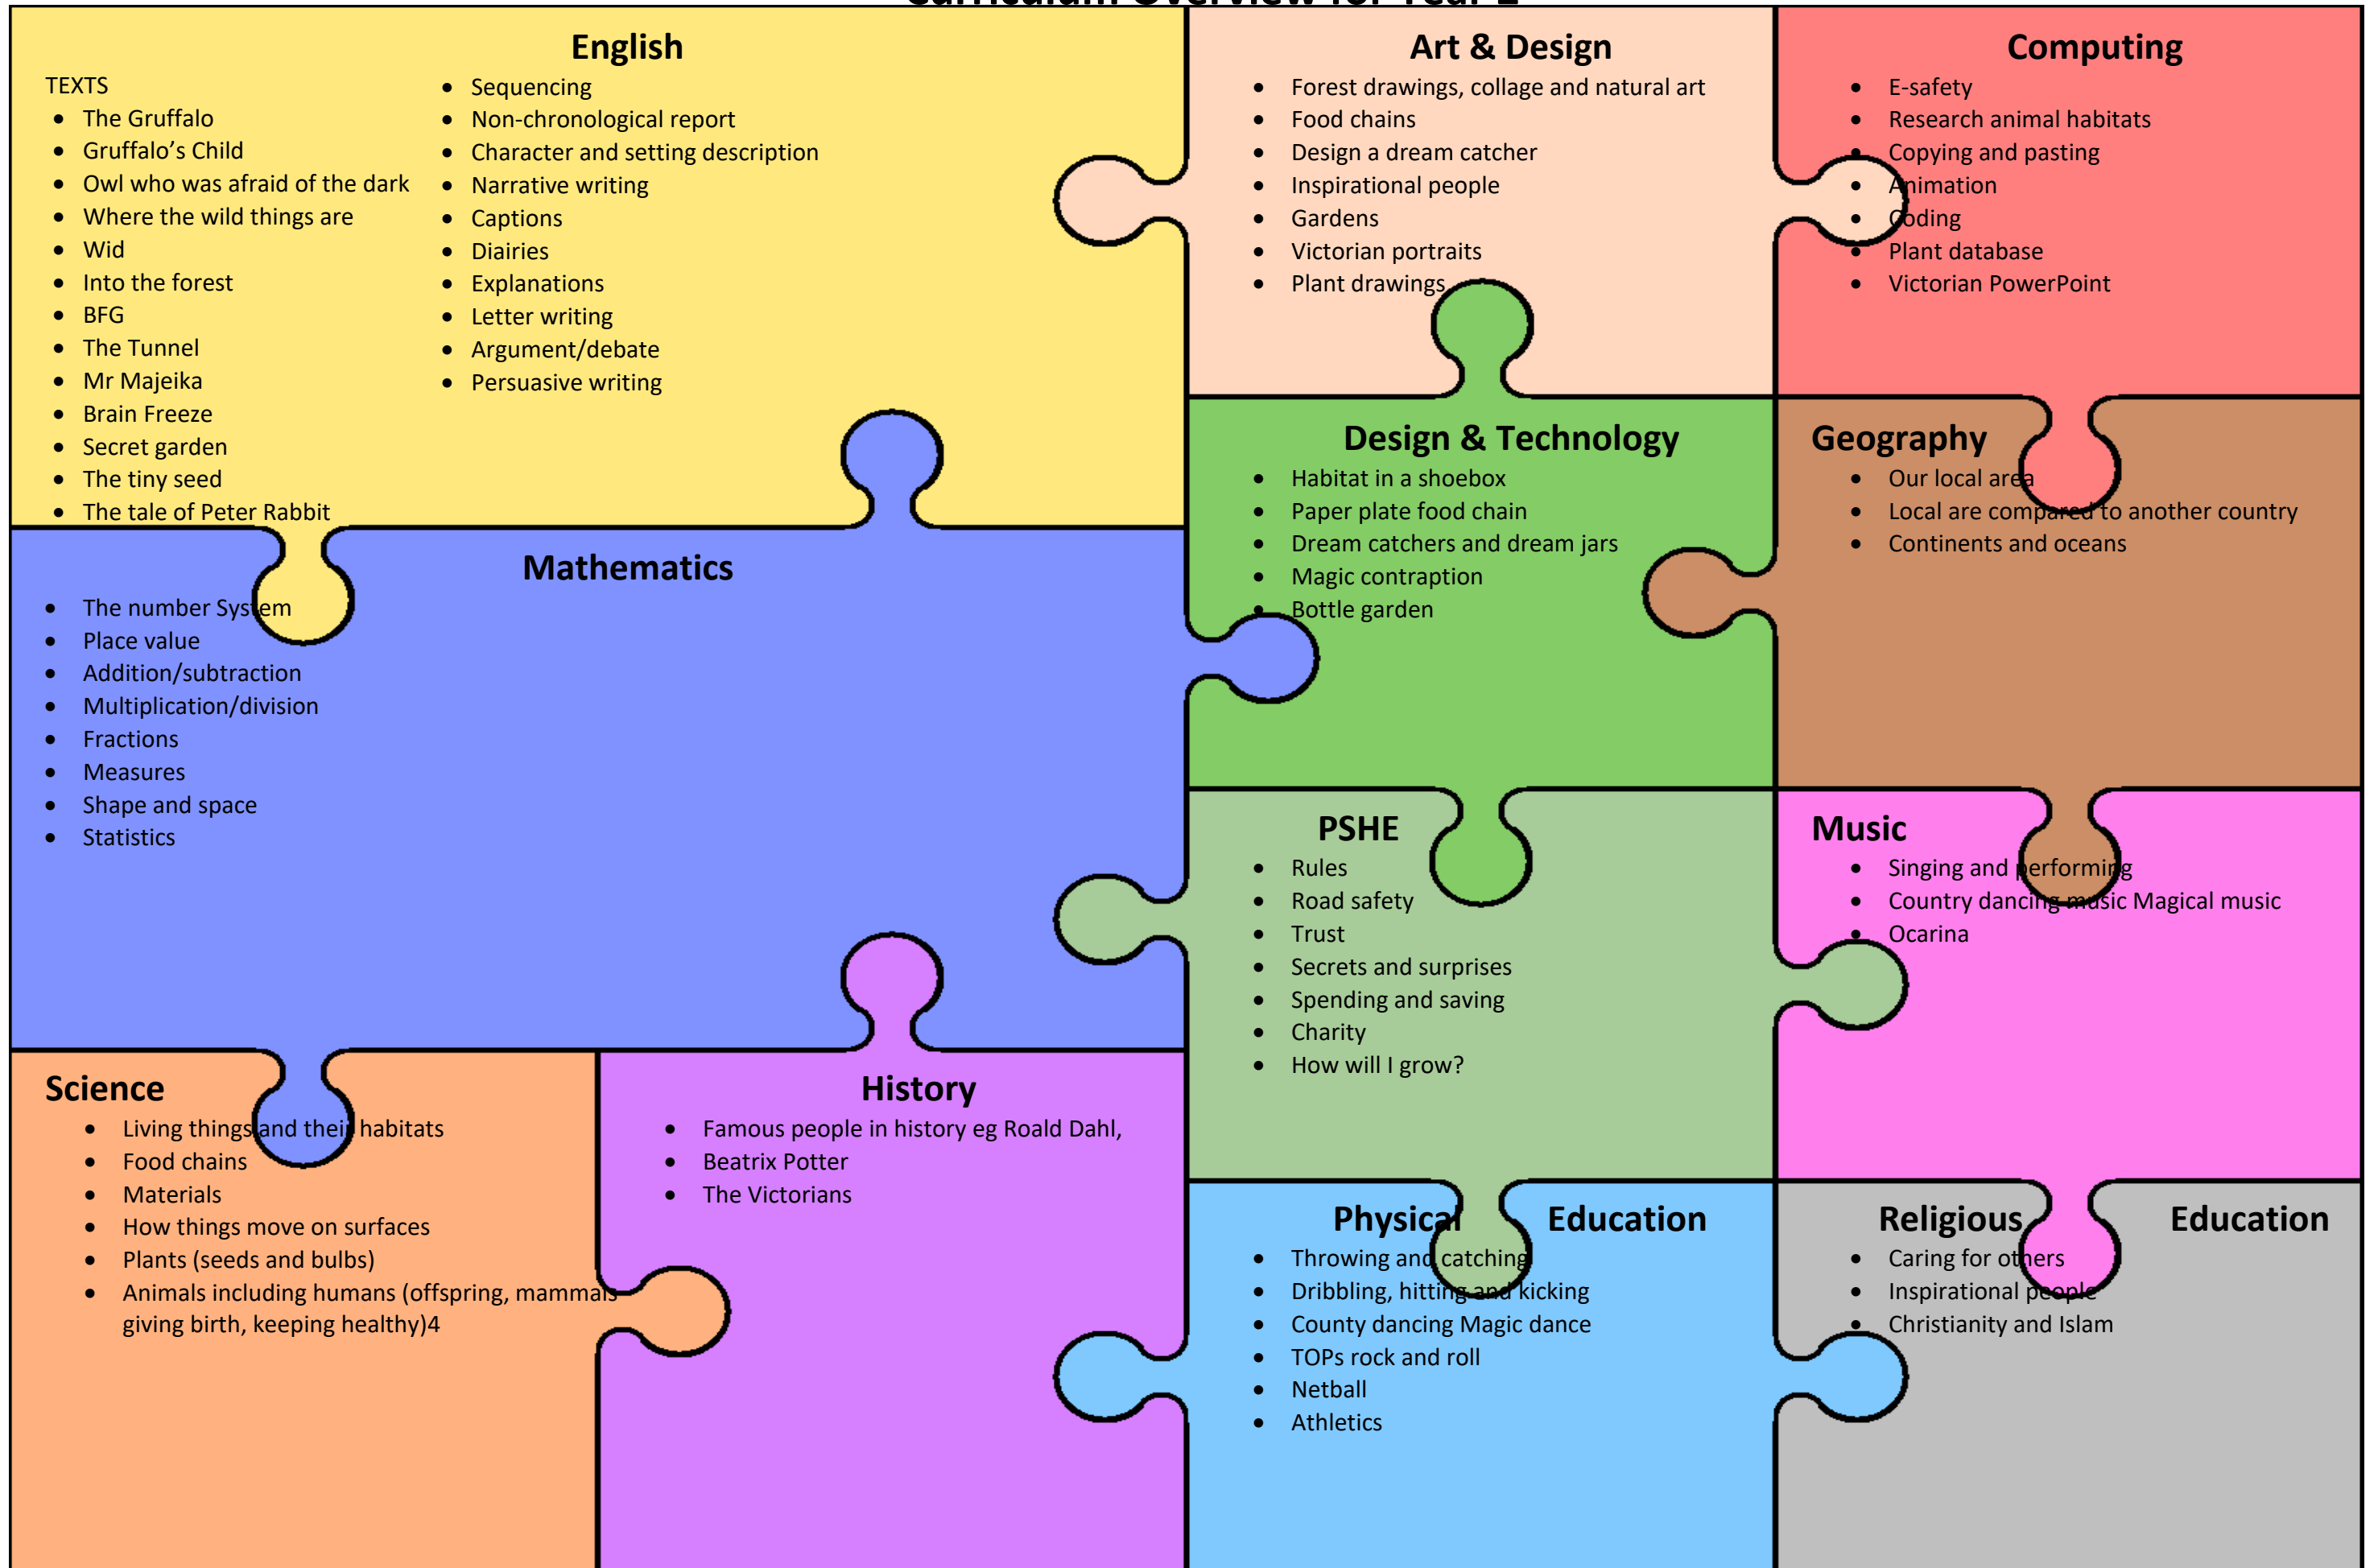 Curriculum Overview for Year 2
English
TEXTS
• The Gruffalo
• Gruffalo's Child
• Owl who was afraid of the dark
• Where the wild things are
• Wid
• Into the forest
• BFG
• The Tunnel
• Mr Majeika
• Brain Freeze
• Secret garden
• The tiny seed
• The tale of Peter Rabbit
• Sequencing
• Non-chronological report
• Character and setting description
• Narrative writing
• Captions
• Diairies
• Explanations
• Letter writing
• Argument/debate
• Persuasive writing
Art & Design
• Forest drawings, collage and natural art
• Food chains
• Design a dream catcher
• Inspirational people
• Gardens
• Victorian portraits
• Plant drawings
Computing
• E-safety
• Research animal habitats
• Copying and pasting
• Animation
• Coding
• Plant database
• Victorian PowerPoint
Design & Technology
• Habitat in a shoebox
• Paper plate food chain
• Dream catchers and dream jars
• Magic contraption
• Bottle garden
Geography
• Our local area
• Local are compared to another country
• Continents and oceans
Mathematics
• The number System
• Place value
• Addition/subtraction
• Multiplication/division
• Fractions
• Measures
• Shape and space
• Statistics
PSHE
• Rules
• Road safety
• Trust
• Secrets and surprises
• Spending and saving
• Charity
• How will I grow?
Music
• Singing and performing
• Country dancing music Magical music
• Ocarina
Science
• Living things and their habitats
• Food chains
• Materials
• How things move on surfaces
• Plants (seeds and bulbs)
• Animals including humans (offspring, mammals
giving birth, keeping healthy)4
History
• Famous people in history eg Roald Dahl,
• Beatrix Potter
• The Victorians
Physical Education
• Throwing and catching
• Dribbling, hitting and kicking
• County dancing Magic dance
• TOPs rock and roll
• Netball
• Athletics
Religious Education
• Caring for others
• Inspirational people
• Christianity and Islam